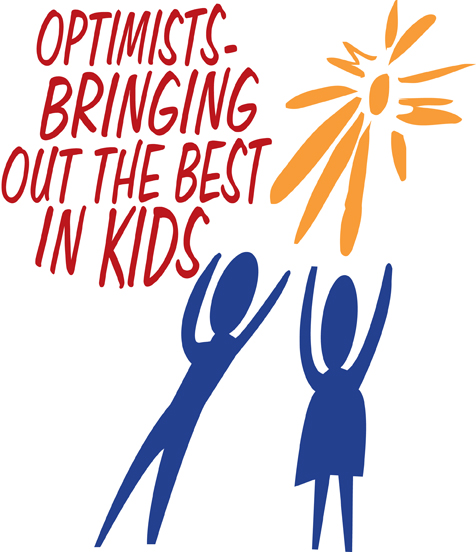 OPTIMISTS-
BRINGING
OUT THE BEST
IN KIDS